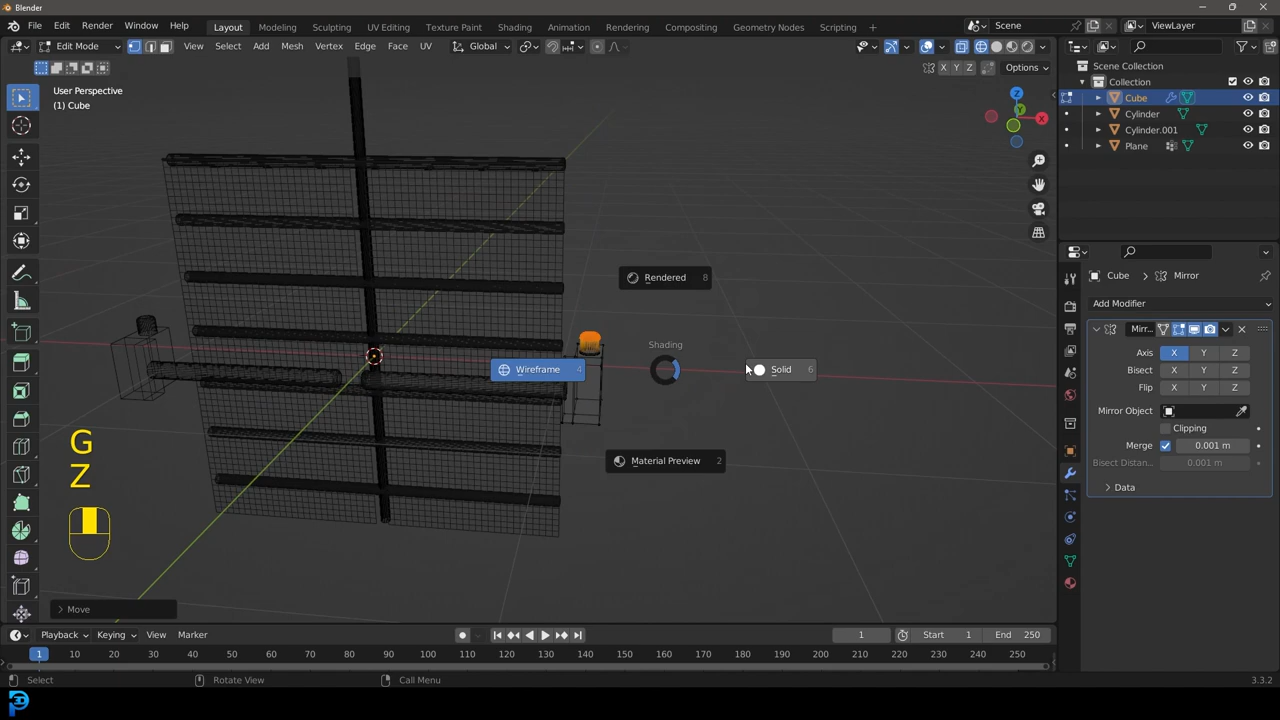 Blender
File Edit Render Window Help Layout Modeling Sculpting UV Editing Texture Paint Shading Animation Rendering Compositing Geometry Nodes Scripting + Scene ViewLayer
Edit Mode View Select Add Mesh Vertex Edge Face UV Global
X Y Z Options
User Perspective
(1) Cube
Z
Y
X
Scene Collection
Collection
Cube
Cylinder
Cylinder.001
Plane
Cube Mirror
Add Modifier
Mirr...
Axis X Y Z
Bisect X Y Z
Flip X Y Z
Mirror Object
Clipping
Merge 0.001 m
Bisect Distan... 0.001 m
Data
Rendered 8
Shading
Wireframe 4
Solid 6
Material Preview 2
G
Z
Move
Playback Keying View Marker 1 Start 1 End 250
1 10 20 30 40 50 60 70 80 90 100 110 120 130 140 150 160 170 180 190 200 210 220 230 240 250
Select Rotate View Call Menu 3.3.2